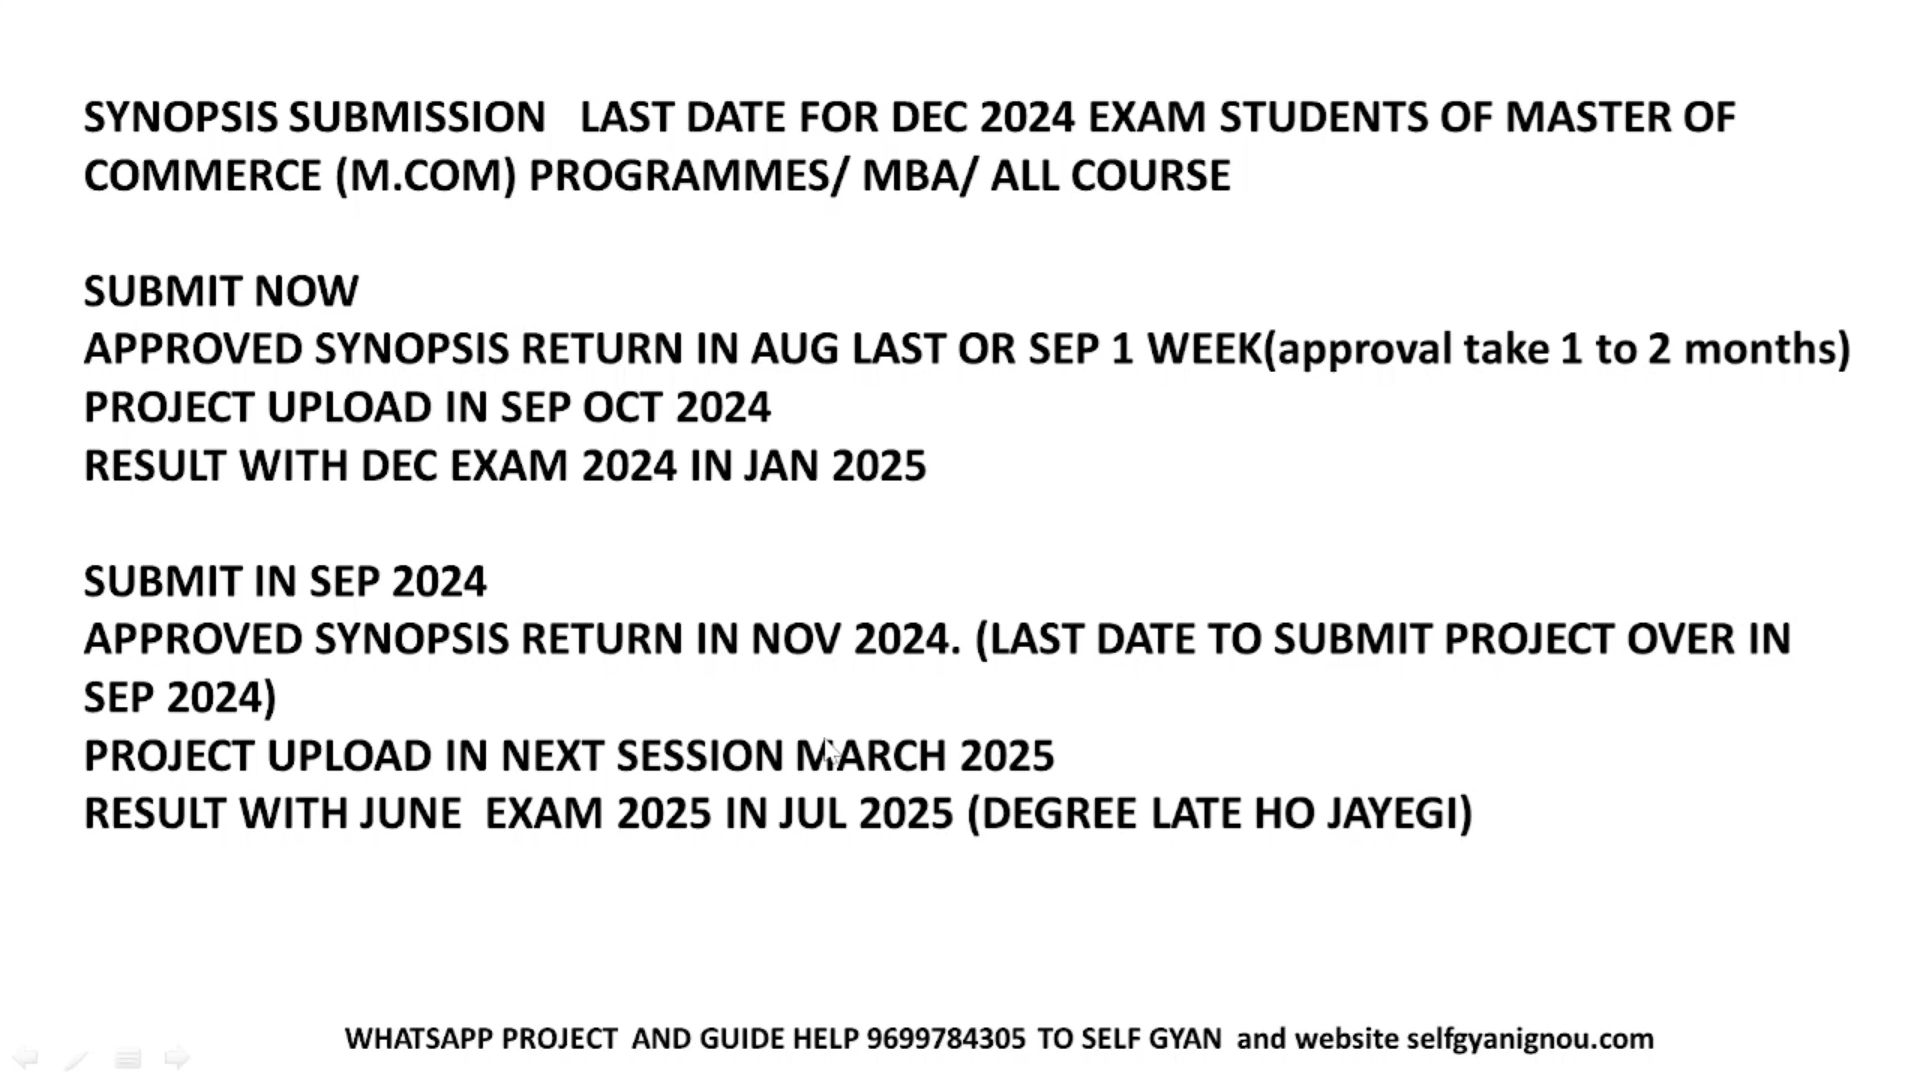 SYNOPSIS SUBMISSION LAST DATE FOR DEC 2024 EXAM STUDENTS OF MASTER OF
COMMERCE (M.COM) PROGRAMMES/ MBA/ ALL COURSE
SUBMIT NOW
APPROVED SYNOPSIS RETURN IN AUG LAST OR SEP 1 WEEK(approval take 1 to 2 months)
PROJECT UPLOAD IN SEP OCT 2024
RESULT WITH DEC EXAM 2024 IN JAN 2025
SUBMIT IN SEP 2024
APPROVED SYNOPSIS RETURN IN NOV 2024. (LAST DATE TO SUBMIT PROJECT OVER IN
SEP 2024)
PROJECT UPLOAD IN NEXT SESSION MARCH 2025
RESULT WITH JUNE EXAM 2025 IN JUL 2025 (DEGREE LATE HO JAYEGI)
WHATSAPP PROJECT AND GUIDE HELP 9699784305 TO SELF GYAN and website selfgyanignou.com